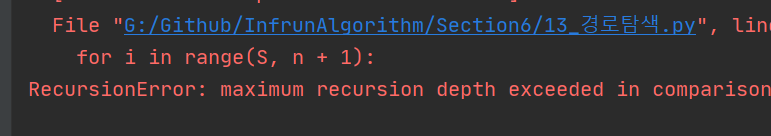 File "G:/Github/InfrunAlgorithm/Section6/13_경로탐색.py", line
for i in range(S, n + 1):
RecursionError: maximum recursion depth exceeded in comparison